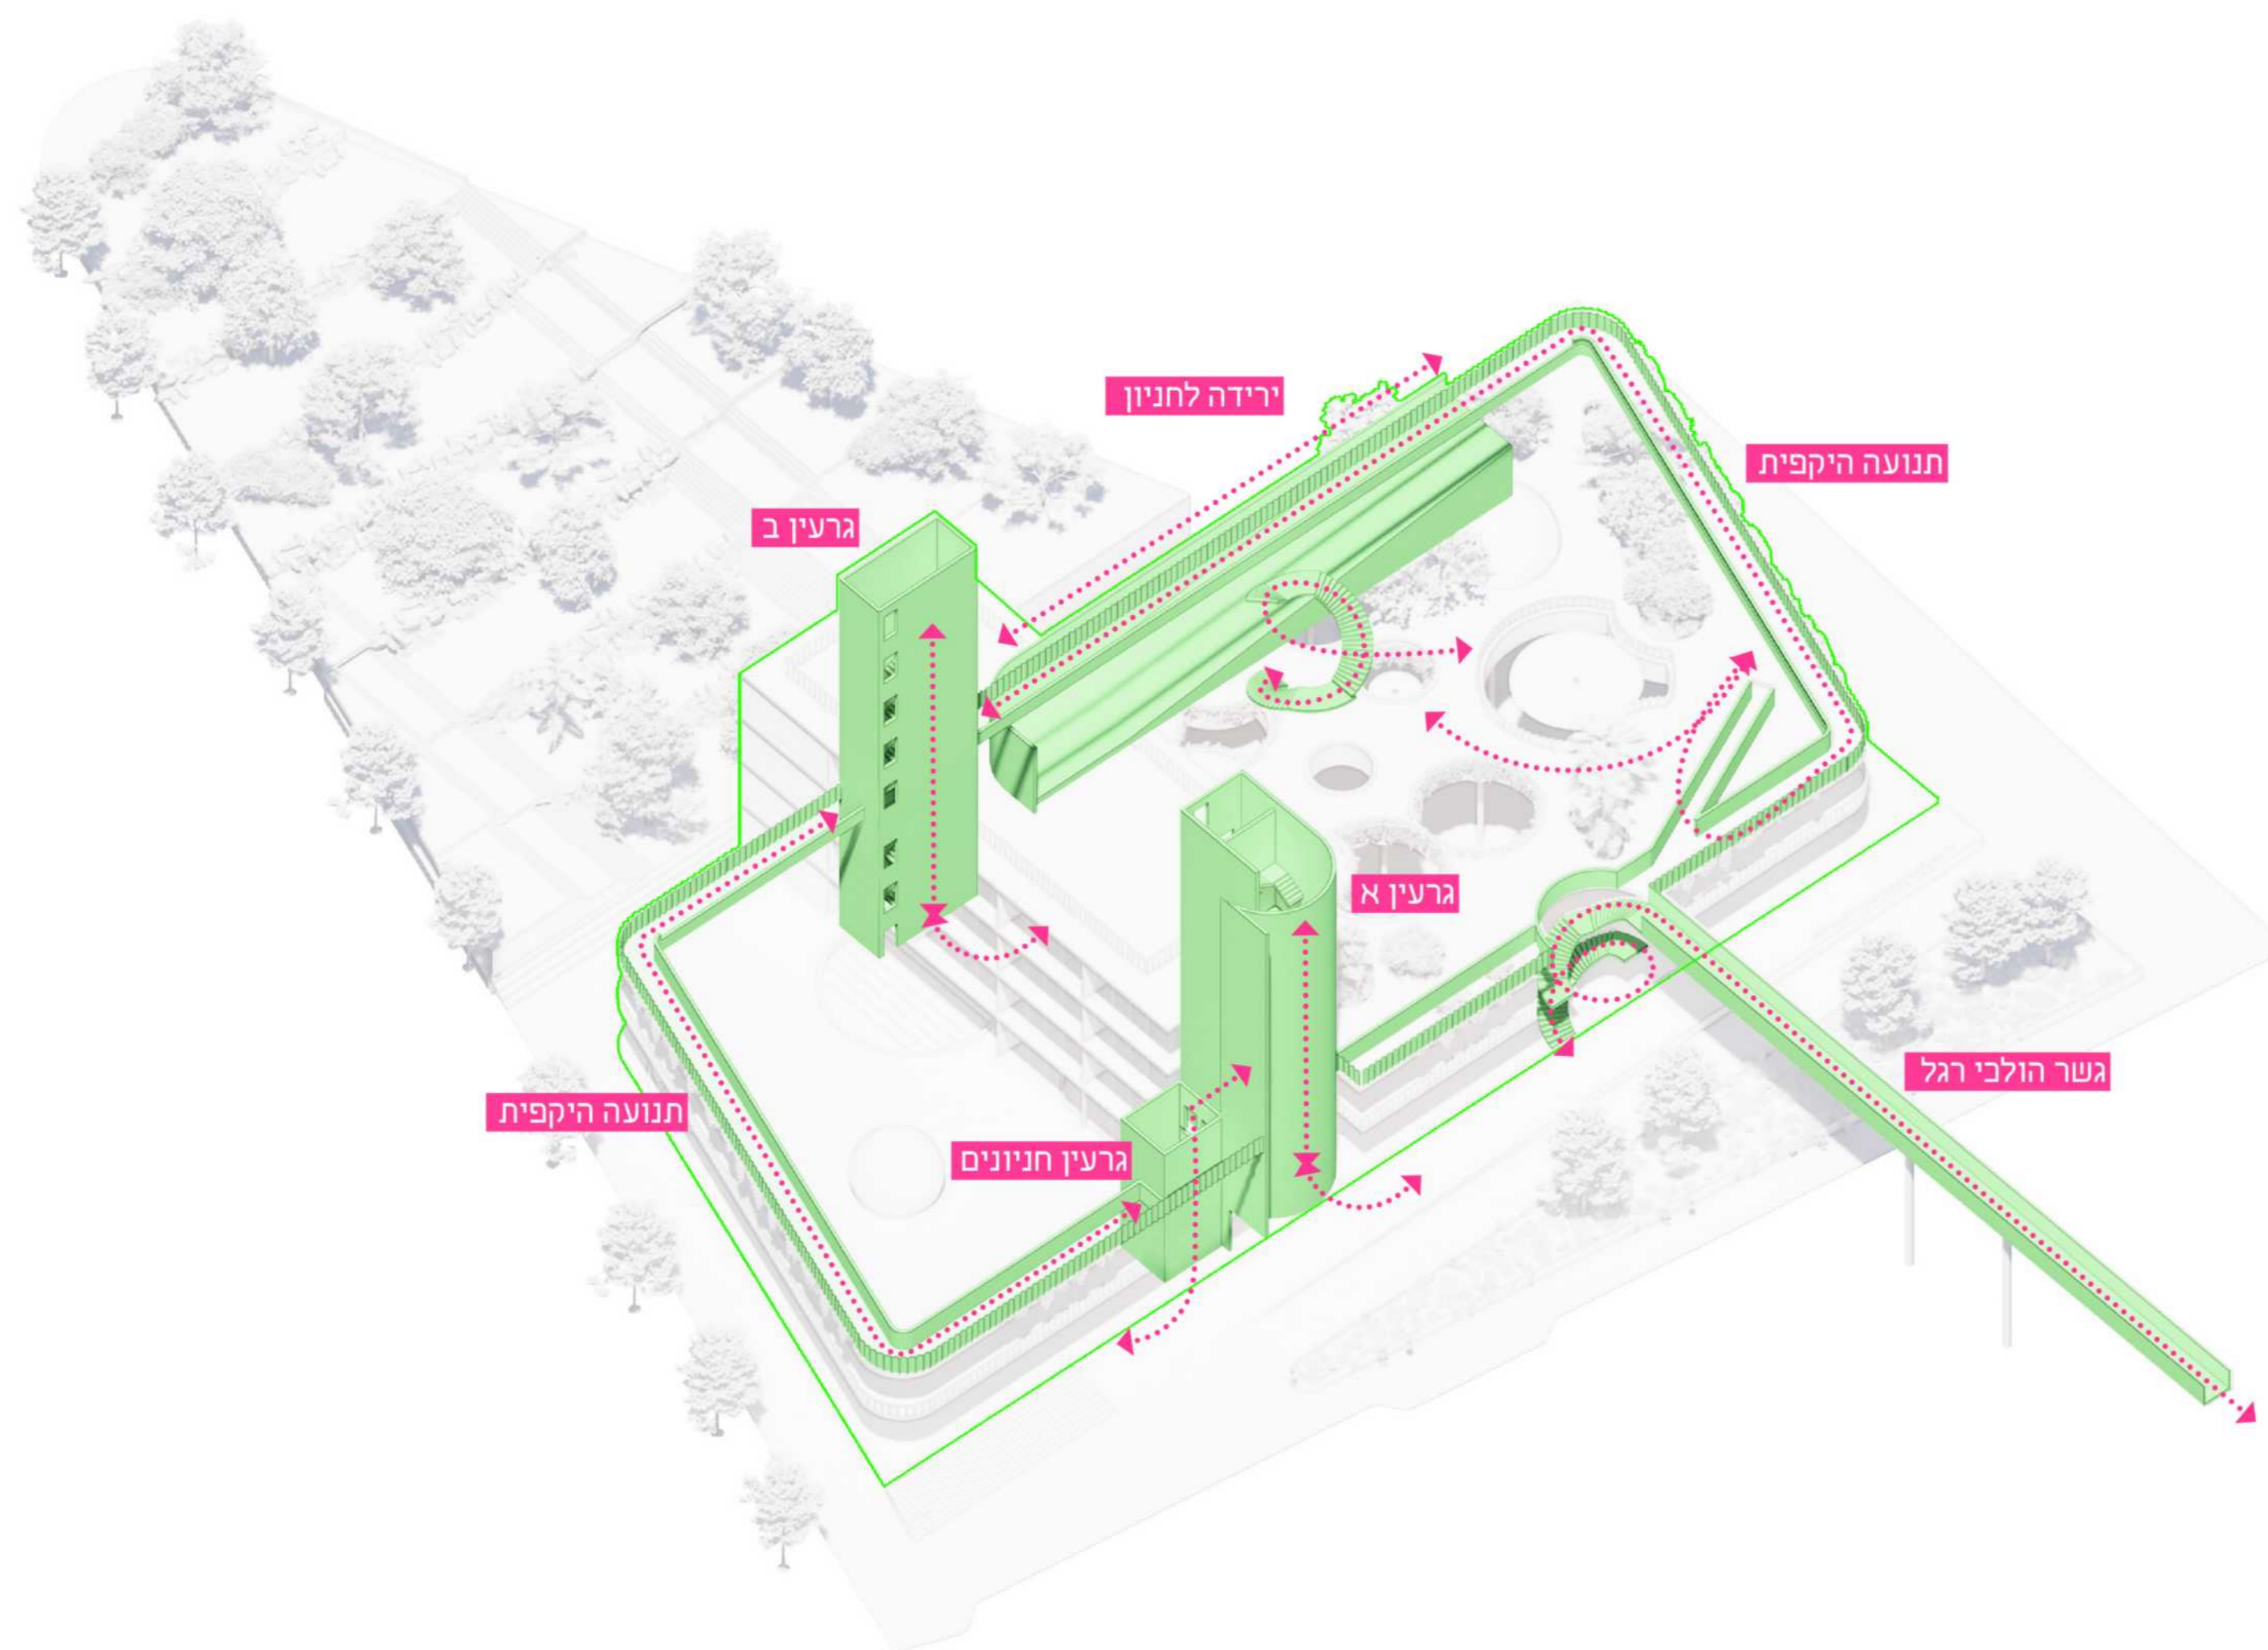 ירידה לחניון
תנועה היקפית
גרעין ב
גרעין א
גשר הולכי רגל
תנועה היקפית
גרעין חניונים